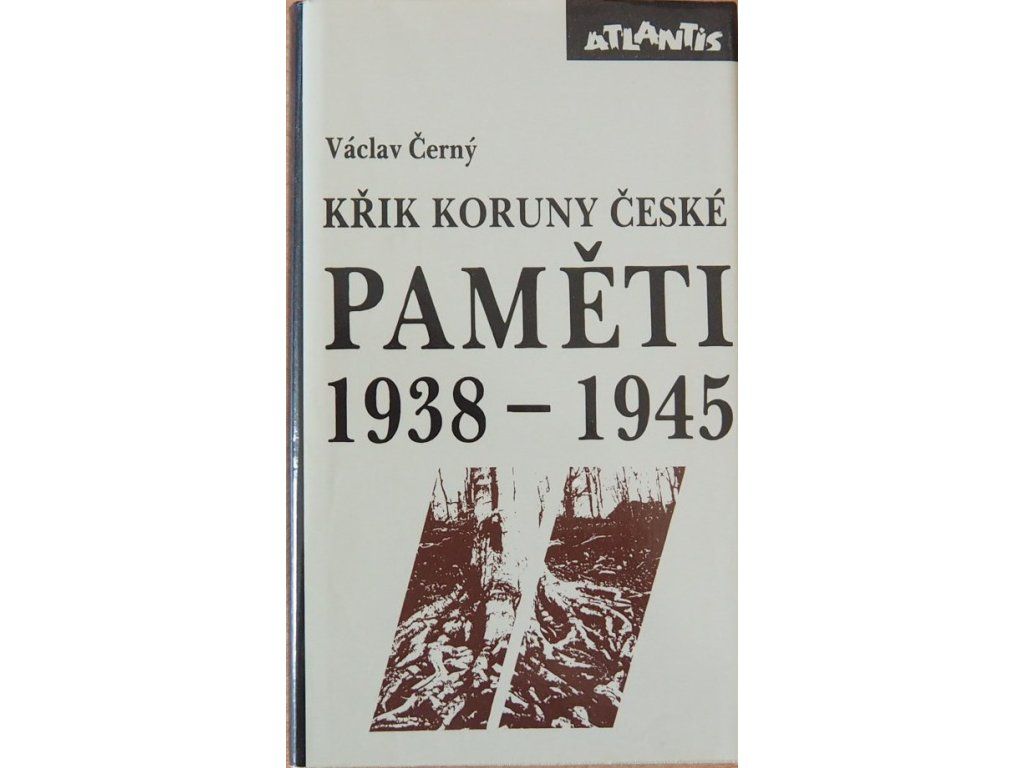 ATLANTIS
Václav Černý
KŘIK KORUNY ČESKÉ
PAMĚTI
1938 – 1945